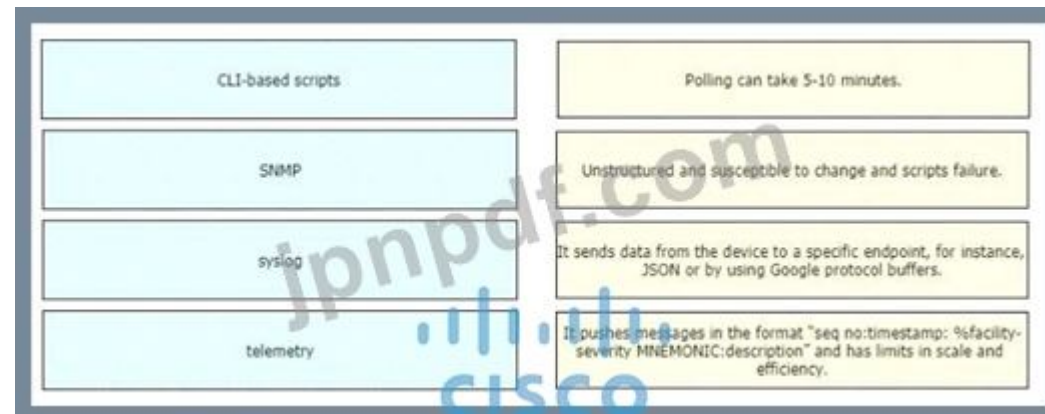 CLI-based scripts
Polling can take 5-10 minutes.
SNMP
Unstructured and susceptible to change and scripts failure.
syslog
It sends data from the device to a specific endpoint, for instance,
JSON or by using Google protocol buffers.
telemetry
It pushes messages in the format "seq no:timestamp: %facility-
severity MNEMONIC:description" and has limits in scale and
efficiency.
jpnpdf.com
CISCO